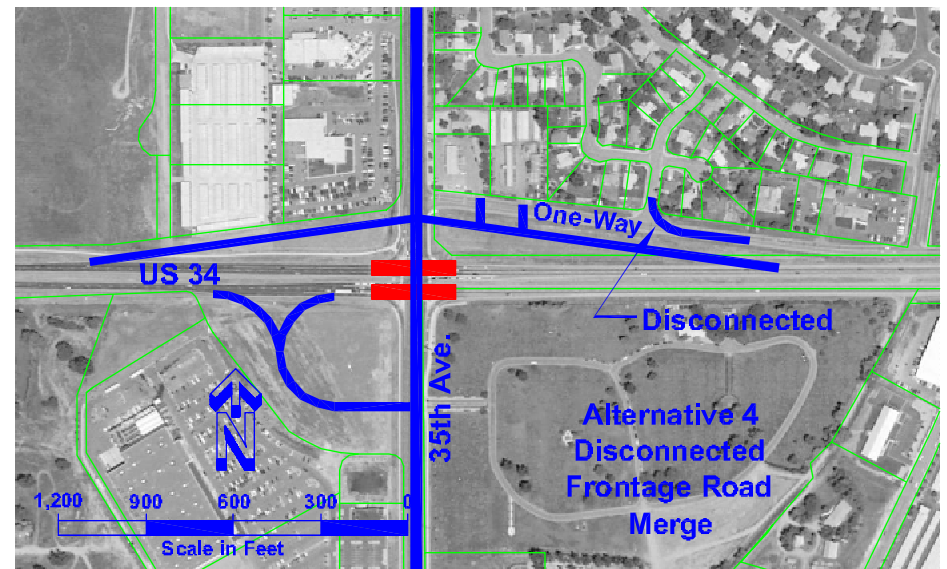 One-Way
US 34
Disconnected
35th Ave.
N
Alternative 4
Disconnected
Frontage Road
Merge
1,200 900 600 300 0
Scale in Feet